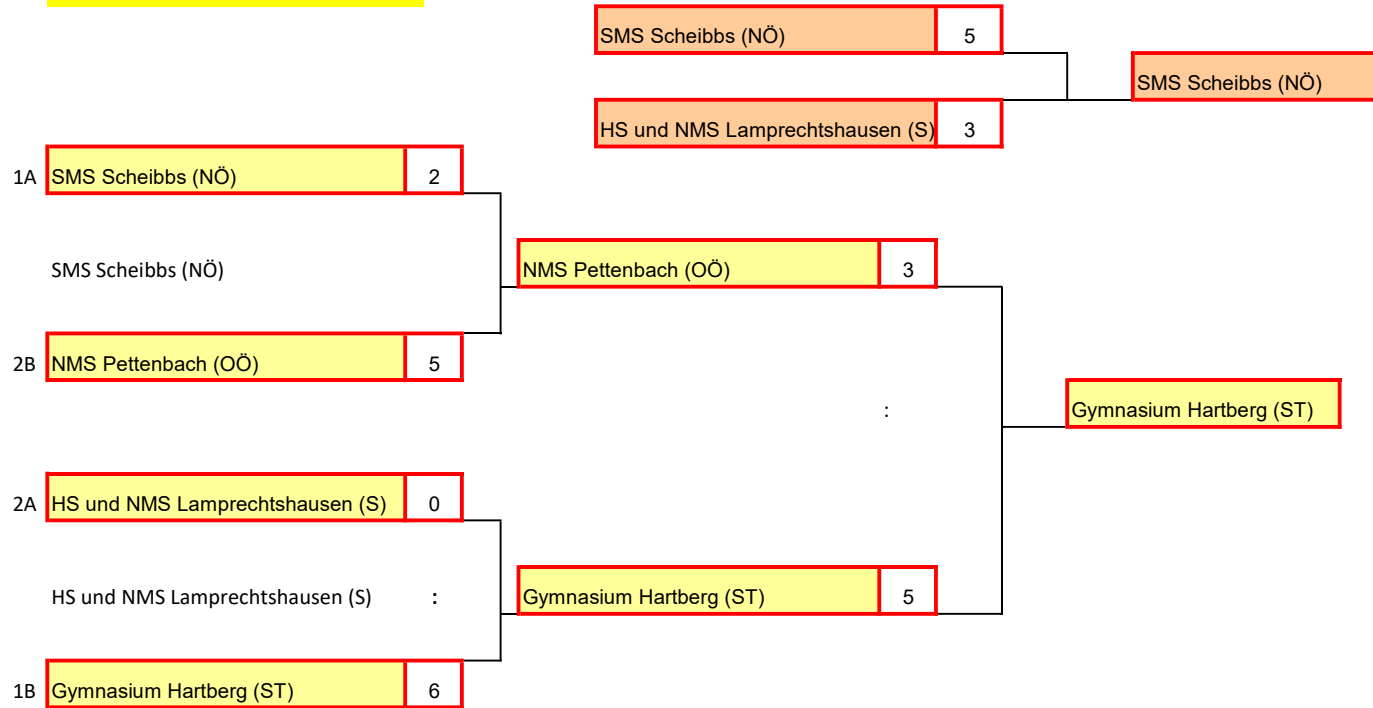 SMS Scheibbs (NÖ) 5
SMS Scheibbs (NÖ)
HS und NMS Lamprechtshausen (S) 3
1A SMS Scheibbs (NÖ) 2
SMS Scheibbs (NÖ)
NMS Pettenbach (OÖ) 3
2B NMS Pettenbach (OÖ) 5
: Gymnasium Hartberg (ST)
2A HS und NMS Lamprechtshausen (S) 0
HS und NMS Lamprechtshausen (S) :
Gymnasium Hartberg (ST) 5
1B Gymnasium Hartberg (ST) 6